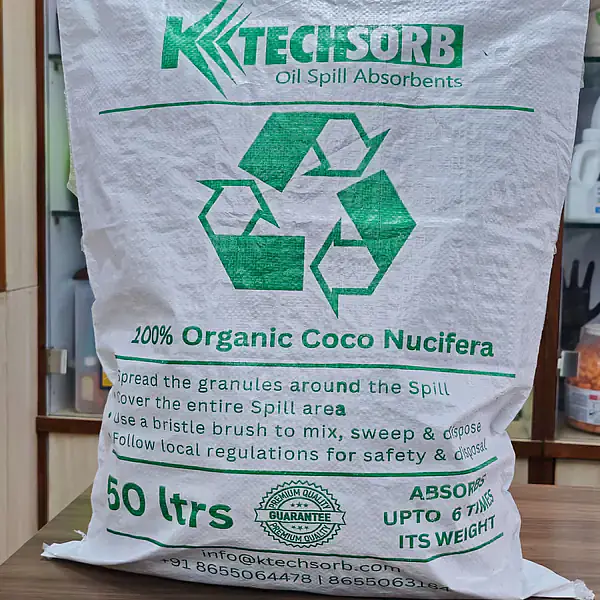 KTECHSORB
Oil Spill Absorbents
100% Organic Coco Nucifera
Spread the granules around the Spill
Cover the entire Spill area
Use a bristle brush to mix, sweep & dispose
Follow local regulations for safety & disposal
50 ltrs
PREMIUM QUALITY
GUARANTEE
PREMIUM QUALITY
ABSORBS
UPTO 6 TIMES
ITS WEIGHT
info@ktechsorb.com
+91 8655064478 | 8655063184